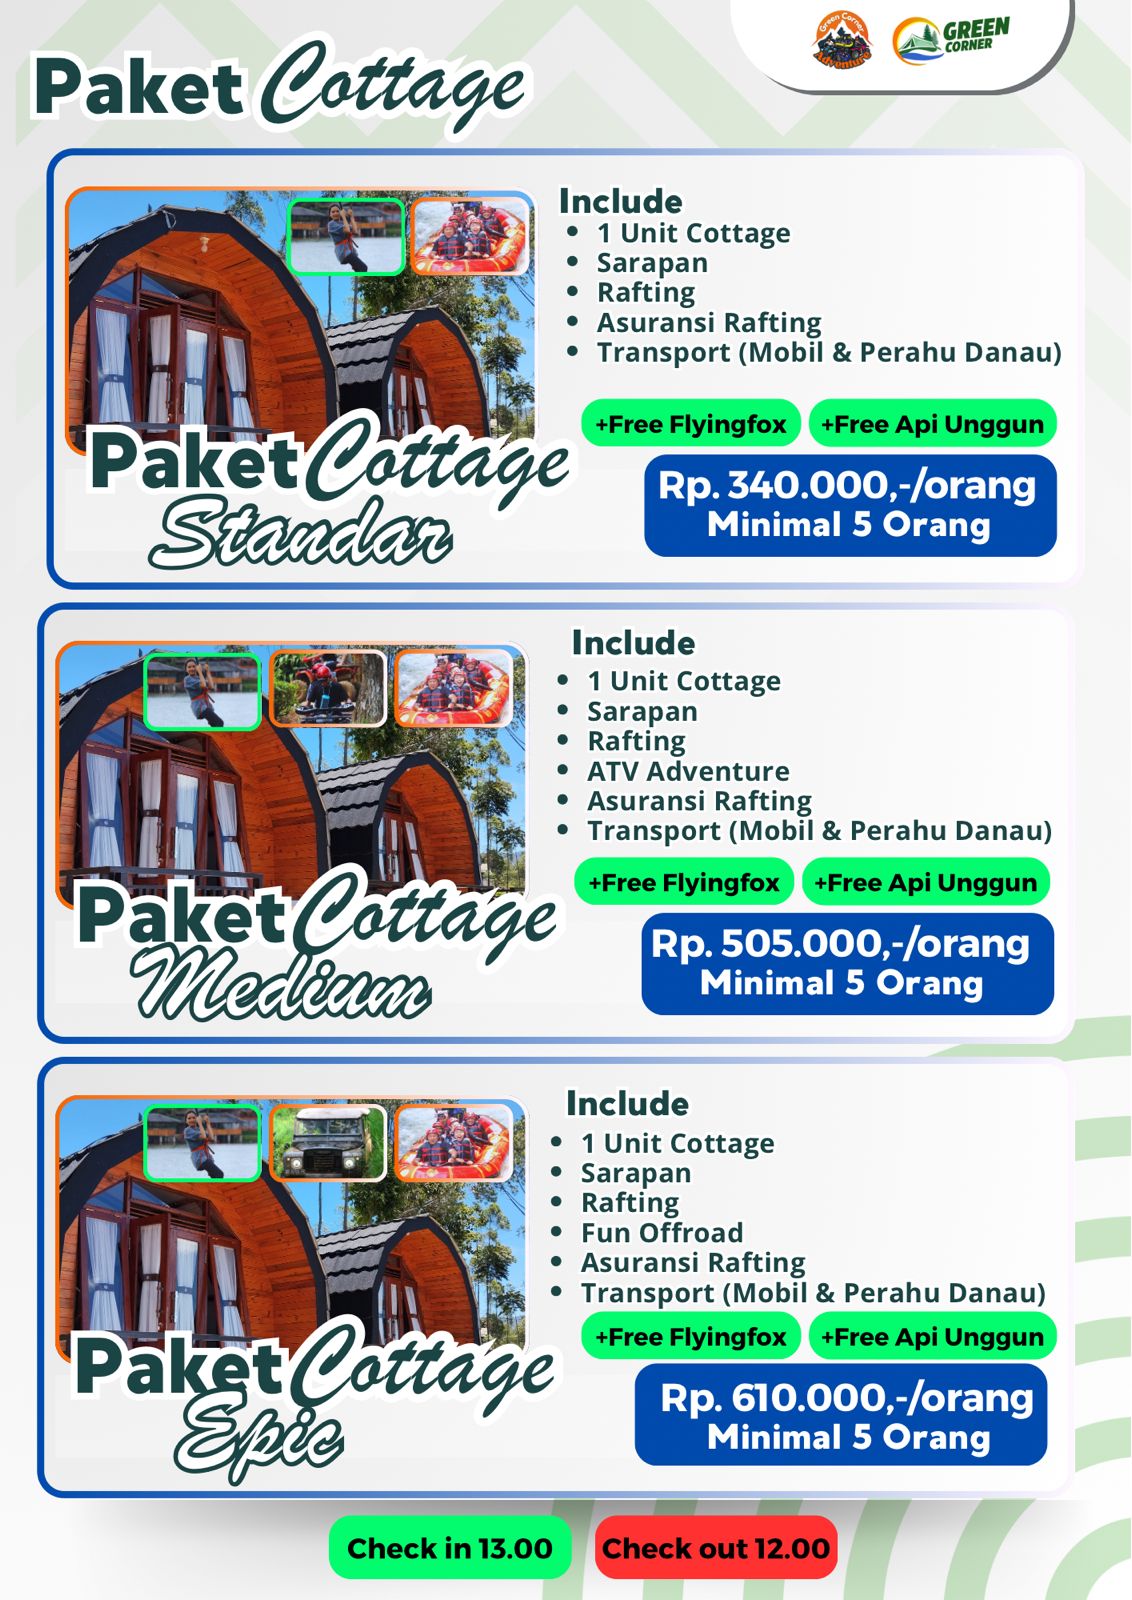 Green Corner
Adventure
GREEN
CORNER
Paket Cottage
Include
• 1 Unit Cottage
• Sarapan
• Rafting
• Asuransi Rafting
• Transport (Mobil & Perahu Danau)
+Free Flyingfox +Free Api Unggun
Paket Cottage
Standar
Rp. 340.000,-/orang
Minimal 5 Orang
Include
• 1 Unit Cottage
• Sarapan
• Rafting
• ATV Adventure
• Asuransi Rafting
• Transport (Mobil & Perahu Danau)
+Free Flyingfox +Free Api Unggun
Paket Cottage
Medium
Rp. 505.000,-/orang
Minimal 5 Orang
Include
• 1 Unit Cottage
• Sarapan
• Rafting
• Fun Offroad
• Asuransi Rafting
• Transport (Mobil & Perahu Danau)
+Free Flyingfox +Free Api Unggun
Paket Cottage
Epic
Rp. 610.000,-/orang
Minimal 5 Orang
Check in 13.00 Check out 12.00